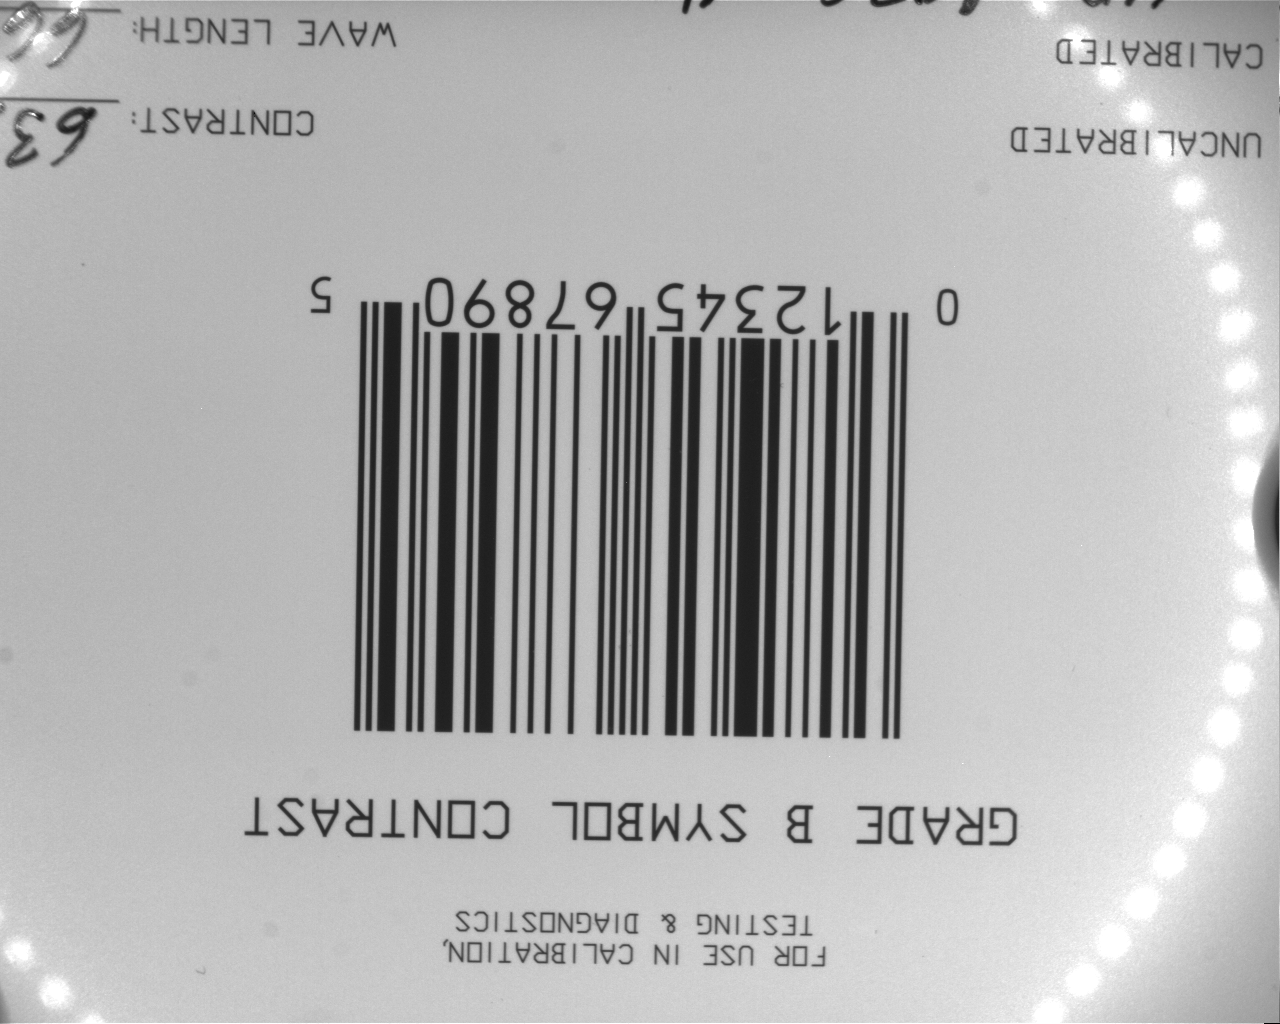 FOR USE IN CALIBRATION,
TESTING & DIAGNOSTICS
GRADE B SYMBOL CONTRAST
0 12345 67890 5
UNCALIBRATED CONTRAST: 63
CALIBRATED WAVE LENGTH: 66